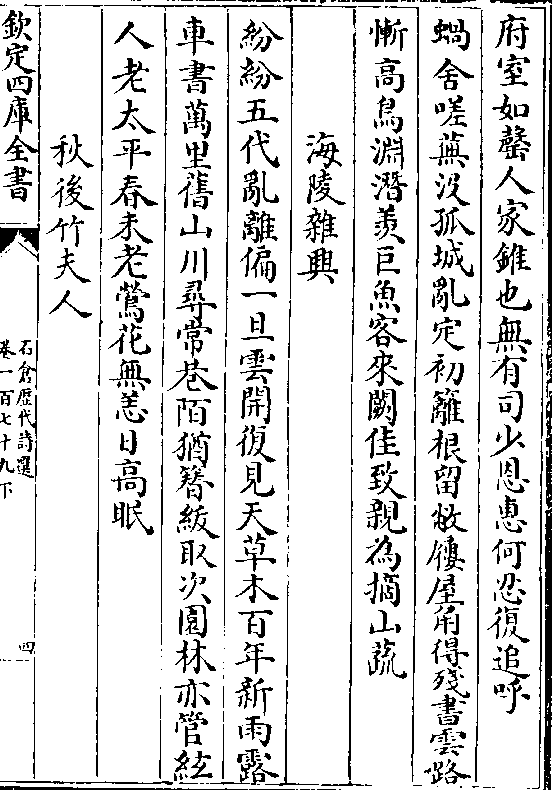 府室如罄人家錐也無有司少恩惠何忍復追呼
蝸舍嗟蕪沒孤城亂定初籬根留敝屨屋角得殘書雲路
慚高鳥淵潛羨巨魚客來闕佳致親為摘山蔬
海陵雜興
紛紛五代亂離偏一旦雲開復見天草木百年新雨露
車書萬里舊山川尋常巷陌猶簪紱取次園林亦管絃
人老太平春未老鶯花無恙日高眠
秋後竹夫人
欽定四庫全書
石倉歷代詩選
卷一百七十九下
四